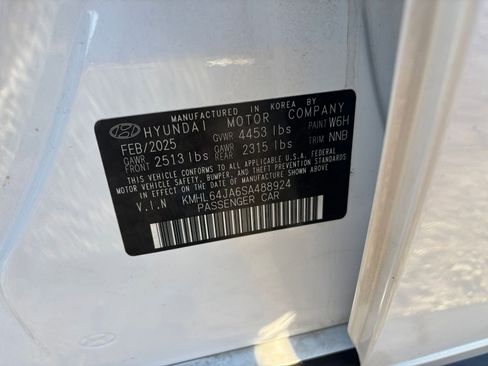 MANUFACTURED IN KOREA BY
HYUNDAI MOTOR COMPANY
FEB/2025 GVWR 4453 lbs PAINT W6H
GAWR FRONT 2513 lbs GAWR REAR 2315 lbs TRIM NNB
THIS VEHICLE CONFORMS TO ALL APPLICABLE U.S.A. FEDERAL
MOTOR VEHICLE SAFETY, BUMPER, AND THEFT PREVENTION STANDARDS
IN EFFECT ON THE DATE OF MANUFACTURE SHOWN ABOVE.
V.I.N KMHL64JA6SA488924
PASSENGER CAR